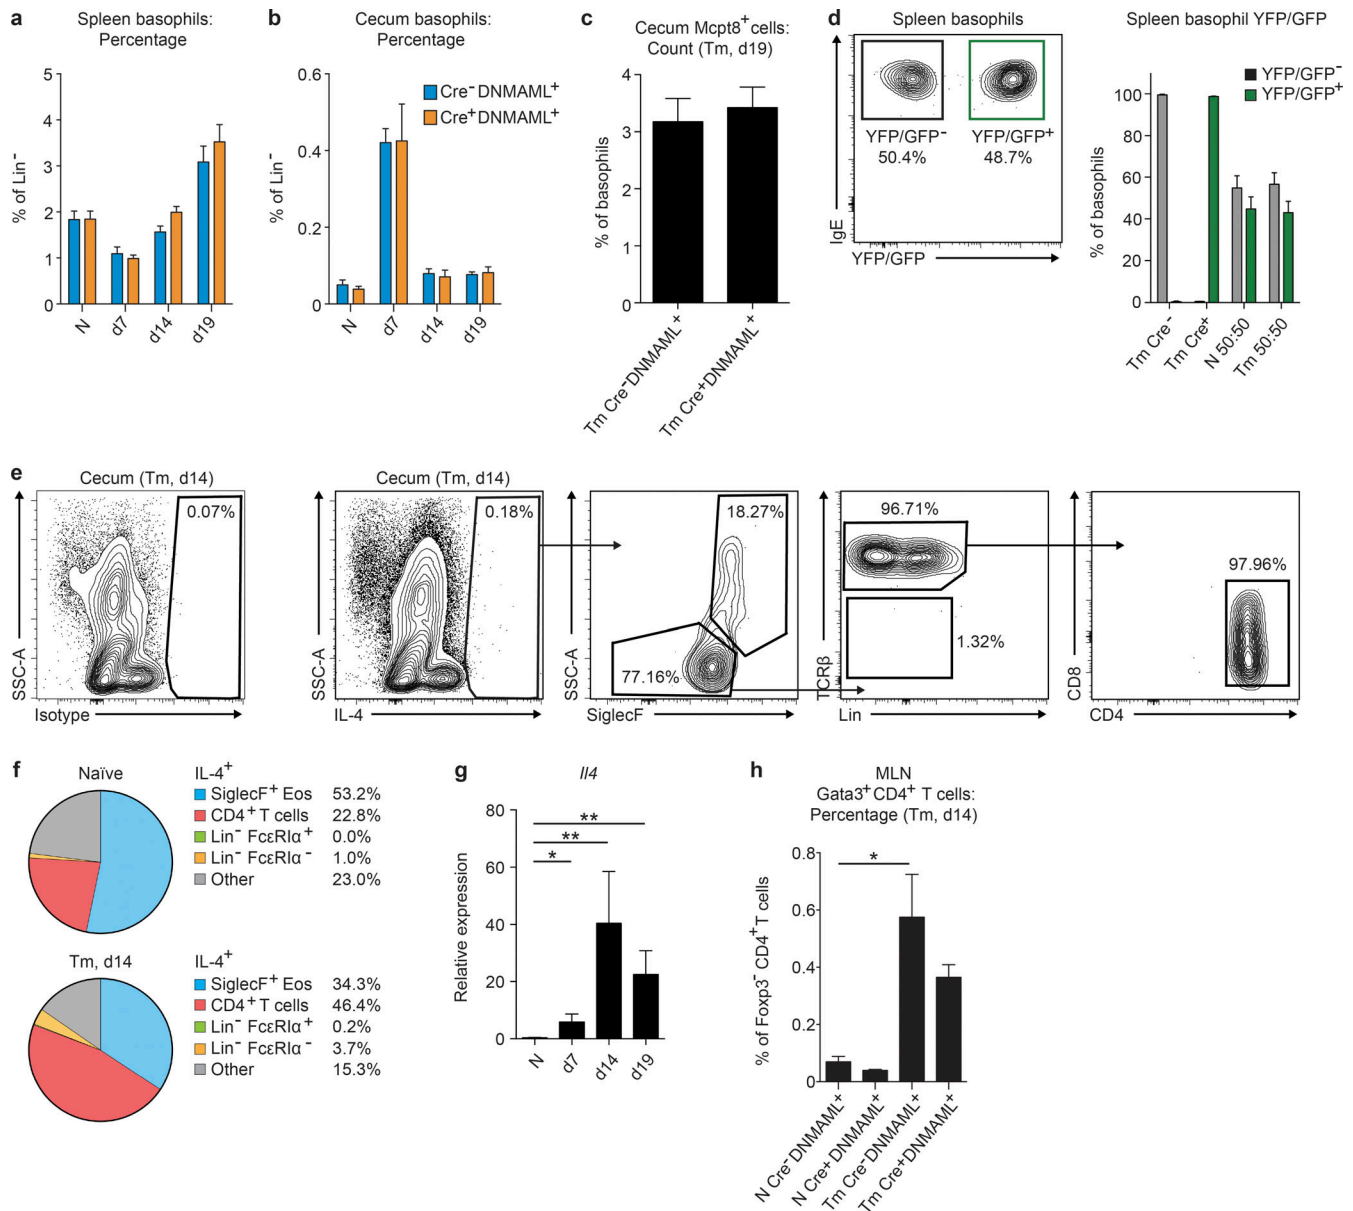 a
Spleen basophils:
Percentage
% of Lin⁻
5
4
3
2
1
0
N
d7
d14
d19
b
Cecum basophils:
Percentage
% of Lin⁻
0.6
0.4
0.2
0
Cre⁻ DNMAML⁺
Cre⁺ DNMAML⁺
N
d7
d14
d19
c
Cecum Mcpt8⁺ cells:
Count (Tm, d19)
% of basophils
4
3
2
1
0
Tm Cre⁻DNMAML⁺
Tm Cre⁺DNMAML⁺
d
Spleen basophils
YFP/GFP⁻
50.4%
YFP/GFP⁺
48.7%
IgE
YFP/GFP
Spleen basophil YFP/GFP
YFP/GFP⁻
YFP/GFP⁺
% of basophils
100
80
60
40
20
0
Tm Cre⁻
Tm Cre⁺
N 50:50
Tm 50:50
e
Cecum (Tm, d14)
0.07%
SSC-A
Isotype
Cecum (Tm, d14)
0.18%
SSC-A
IL-4
18.27%
77.16%
SSC-A
SiglecF
96.71%
1.32%
TCRβ
Lin
97.96%
CD8
CD4
f
Naïve
IL-4⁺
SiglecF⁺ Eos 53.2%
CD4⁺ T cells 22.8%
Lin⁻ FcεRIα⁺ 0.0%
Lin⁻ FcεRIα⁻ 1.0%
Other 23.0%
Tm, d14
IL-4⁺
SiglecF⁺ Eos 34.3%
CD4⁺ T cells 46.4%
Lin⁻ FcεRIα⁺ 0.2%
Lin⁻ FcεRIα⁻ 3.7%
Other 15.3%
g
Il4
Relative expression
80
60
40
20
0
**
**
*
N
d7
d14
d19
h
MLN
Gata3⁺ CD4⁺ T cells:
Percentage (Tm, d14)
% of Foxp3⁻ CD4⁺ T cells
0.8
0.6
0.4
0.2
0
*
N Cre⁻ DNMAML⁺
N Cre⁺ DNMAML⁺
Tm Cre⁻ DNMAML⁺
Tm Cre⁺ DNMAML⁺